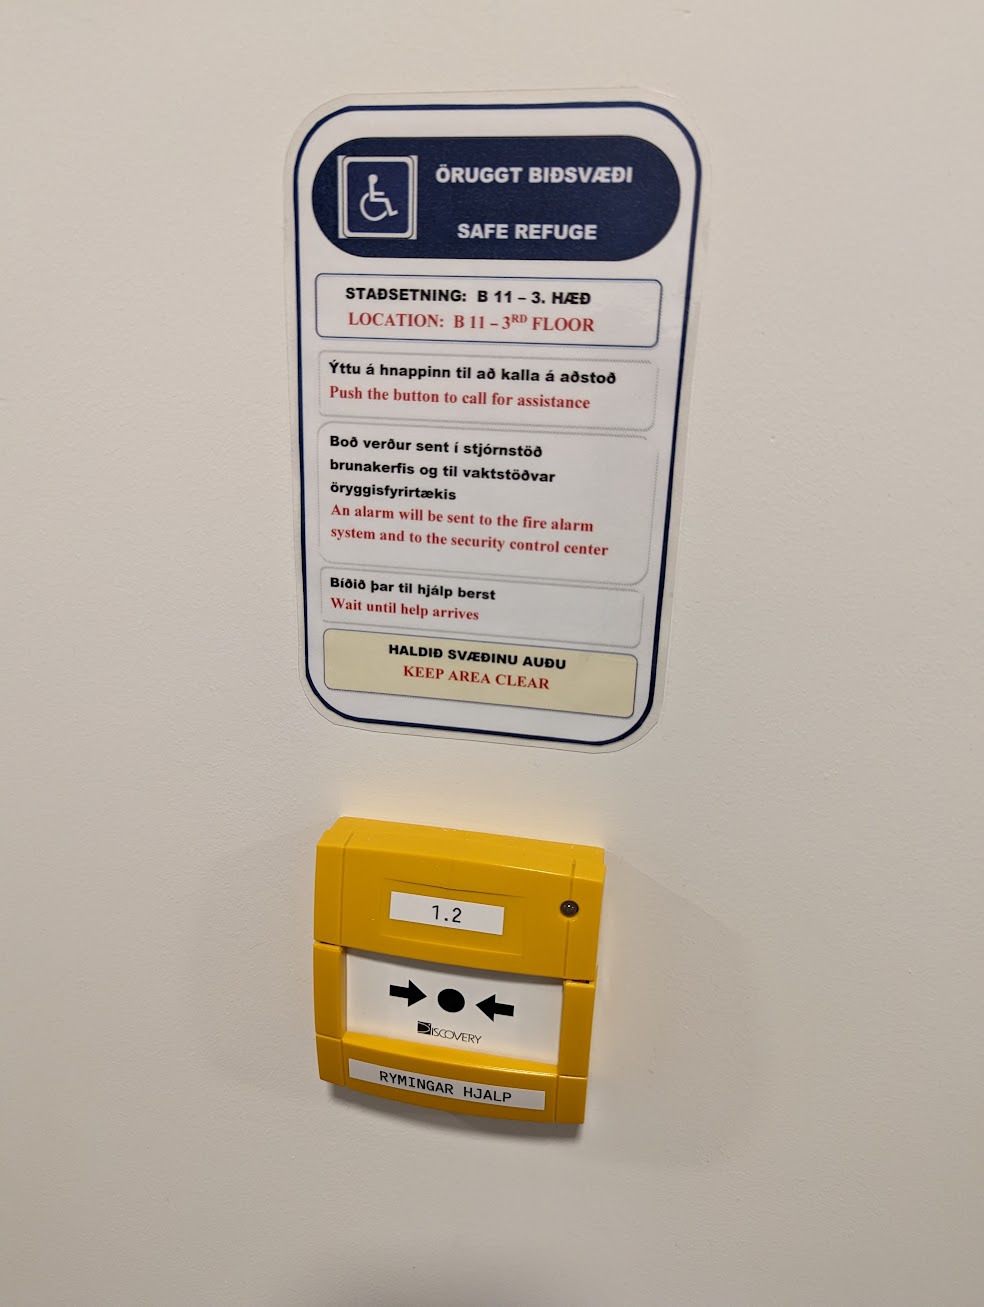 ÖRUGGT BIÐSVÆÐI
SAFE REFUGE
STAÐSETNING: B 11 – 3. HÆÐ
LOCATION: B 11 – 3RD FLOOR
Ýttu á hnappinn til að kalla á aðstoð
Push the button to call for assistance
Boð verður sent í stjórnstöð
brunakerfis og til vaktstöðvar
öryggisfyrirtækis
An alarm will be sent to the fire alarm
system and to the security control center
Bíðið þar til hjálp berst
Wait until help arrives
HALDIÐ SVÆÐINU AUÐU
KEEP AREA CLEAR
1.2
DISCOVERY
RYMINGAR HJALP